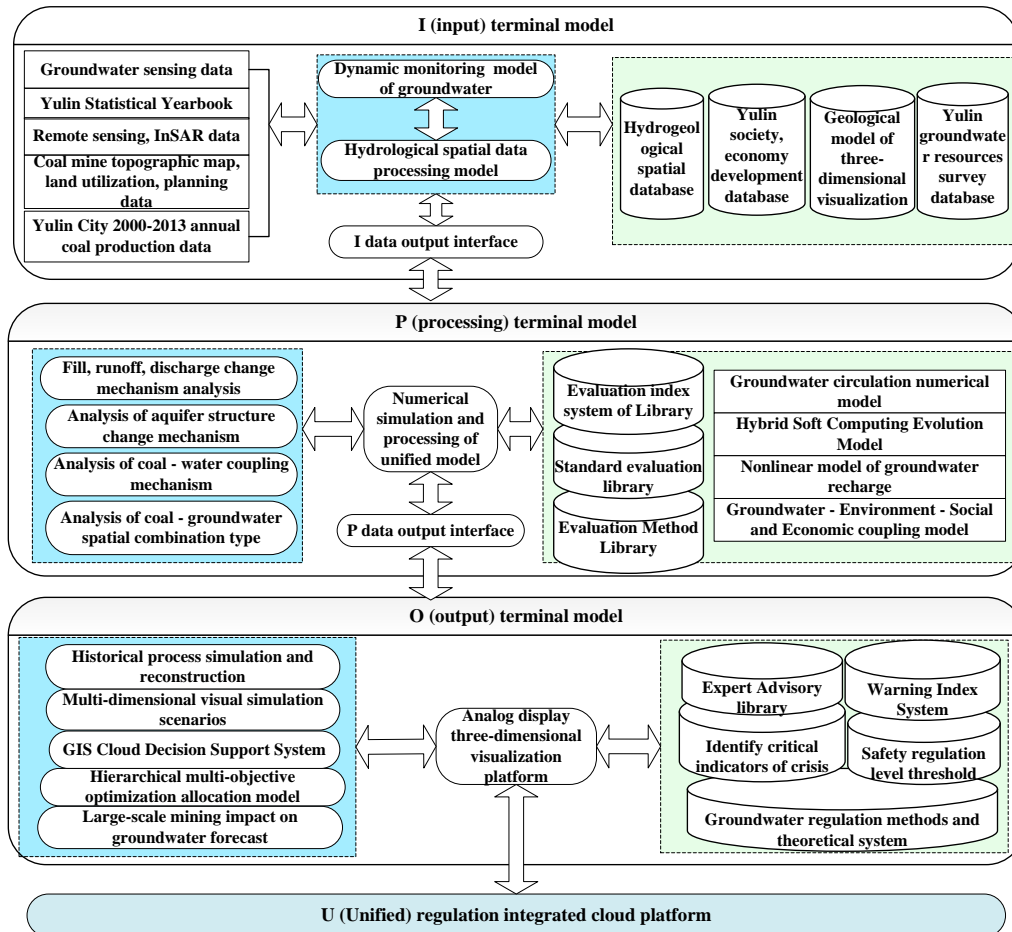 I (input) terminal model
Groundwater sensing data
Yulin Statistical Yearbook
Remote sensing, InSAR data
Coal mine topographic map,
land utilization, planning
data
Yulin City 2000-2013 annual
coal production data
Dynamic monitoring model
of groundwater
Hydrological spatial data
processing model
I data output interface
Hydrogeol
ogical
spatial
database
Yulin
society,
economy
development
database
Geological
model of
three-
dimensional
visualization
Yulin
groundwate
r resources
survey
database
P (processing) terminal model
Fill, runoff, discharge change
mechanism analysis
Analysis of aquifer structure
change mechanism
Analysis of coal - water coupling
mechanism
Analysis of coal - groundwater
spatial combination type
Numerical
simulation and
processing of
unified model
P data output interface
Evaluation index
system of Library
Standard evaluation
library
Evaluation Method
Library
Groundwater circulation numerical
model
Hybrid Soft Computing Evolution
Model
Nonlinear model of groundwater
recharge
Groundwater - Environment - Social
and Economic coupling model
O (output) terminal model
Historical process simulation and
reconstruction
Multi-dimensional visual simulation
scenarios
GIS Cloud Decision Support System
Hierarchical multi-objective
optimization allocation model
Large-scale mining impact on
groundwater forecast
Analog display
three-dimensional
visualization
platform
Expert Advisory
library
Warning Index
System
Identify critical
indicators of crisis
Safety regulation
level threshold
Groundwater regulation methods and
theoretical system
U (Unified) regulation integrated cloud platform